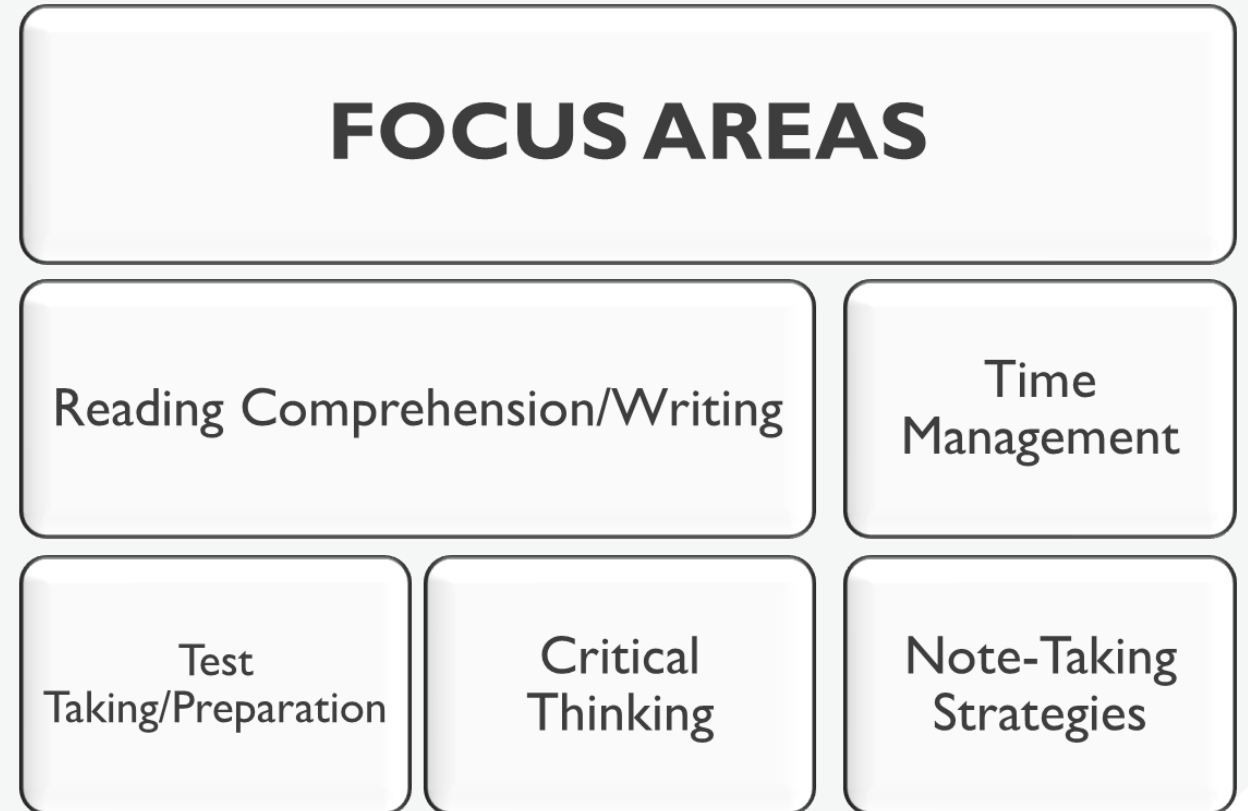 FOCUS AREAS
Reading Comprehension/Writing
Time
Management
Test
Taking/Preparation
Critical
Thinking
Note-Taking
Strategies